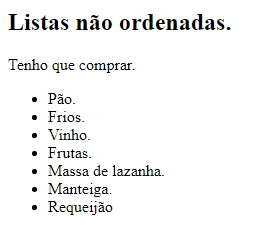 Listas não ordenadas.
Tenho que comprar.
Pão.
Frios.
Vinho.
Frutas.
Massa de lazanha.
Manteiga.
Requeijão